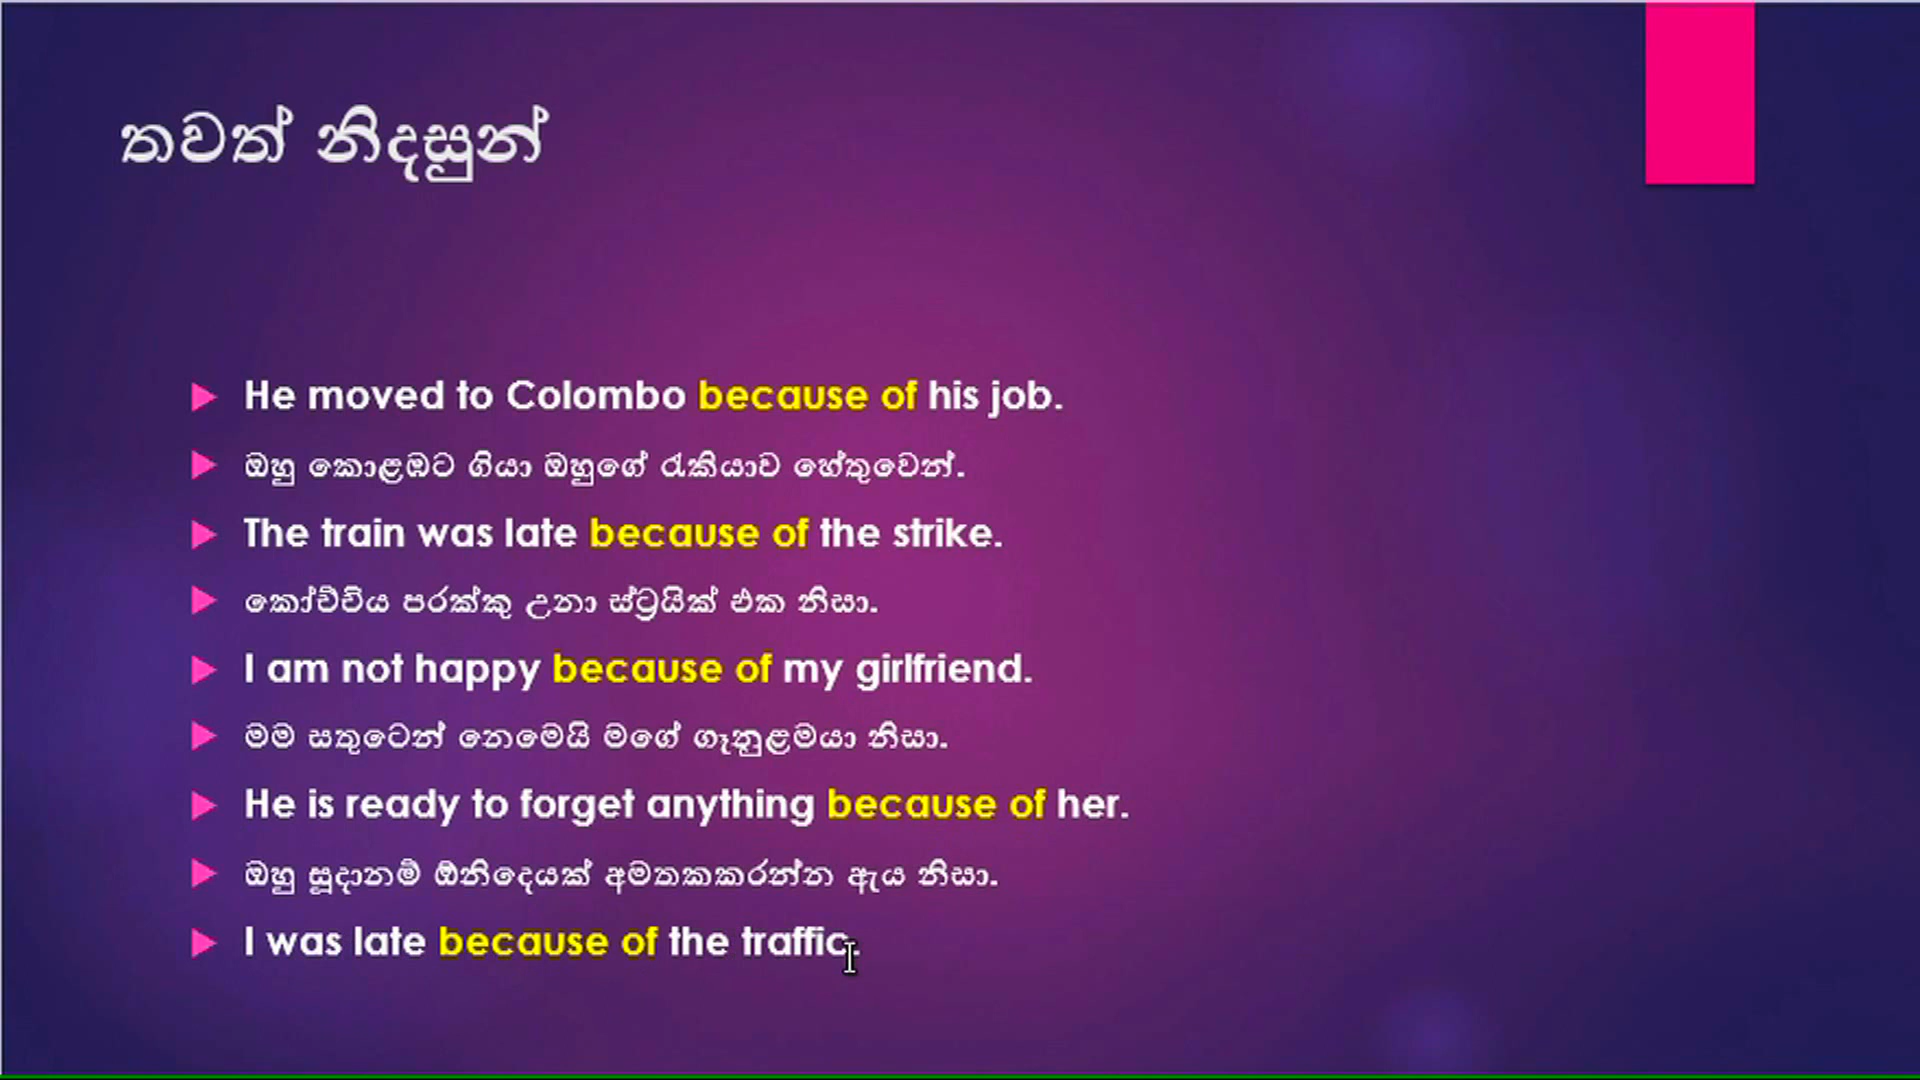 තවත් නිදසුන්
He moved to Colombo because of his job.
ඔහු කොළඹට ගියා ඔහුගේ රැකියාව හේතුවෙන්.
The train was late because of the strike.
කෝච්චිය පරක්කු උනා ස්ට්‍රයික් එක නිසා.
I am not happy because of my girlfriend.
මම සතුටෙන් නෙමෙයි මගේ ගෑනුළමයා නිසා.
He is ready to forget anything because of her.
ඔහු සූදානම් ඕනිදෙයක් අමතකකරන්න ඇය නිසා.
I was late because of the traffic.